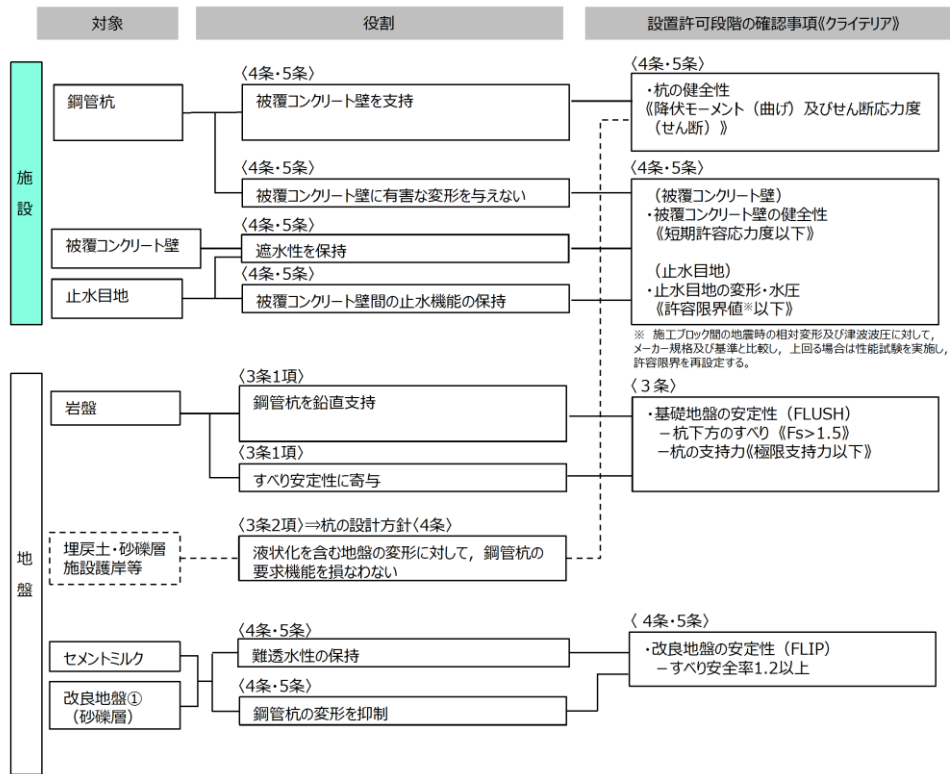 対象
役割
設置許可段階の確認事項《クライテリア》
施設
鋼管杭
〈4条・5条〉
被覆コンクリート壁を支持
〈4条・5条〉
・杭の健全性
《降伏モーメント（曲げ）及びせん断応力度
（せん断）》
〈4条・5条〉
被覆コンクリート壁に有害な変形を与えない
〈4条・5条〉
（被覆コンクリート壁）
・被覆コンクリート壁の健全性
《短期許容応力度以下》
（止水目地）
・止水目地の変形・水圧
《許容限界値※以下》
被覆コンクリート壁
〈4条・5条〉
遮水性を保持
止水目地
〈4条・5条〉
被覆コンクリート壁間の止水機能の保持
※ 施工ブロック間の地震時の相対変形及び津波波圧に対して，
メーカー規格及び基準と比較し，上回る場合は性能試験を実施し，
許容限界を再設定する。
地盤
岩盤
〈3条1項〉
鋼管杭を鉛直支持
〈3条1項〉
すべり安定性に寄与
〈３条〉
・基礎地盤の安定性（FLUSH）
－杭下方のすべり《Fs>1.5》
－杭の支持力《極限支持力以下》
埋戻土・砂礫層
施設護岸等
〈3条2項〉⇒杭の設計方針〈4条〉
液状化を含む地盤の変形に対して，鋼管杭の
要求機能を損なわない
セメントミルク
改良地盤①
（砂礫層）
〈4条・5条〉
難透水性の保持
〈4条・5条〉
鋼管杭の変形を抑制
〈 4条・5条〉
・改良地盤の安定性（FLIP）
－すべり安全率1.2以上